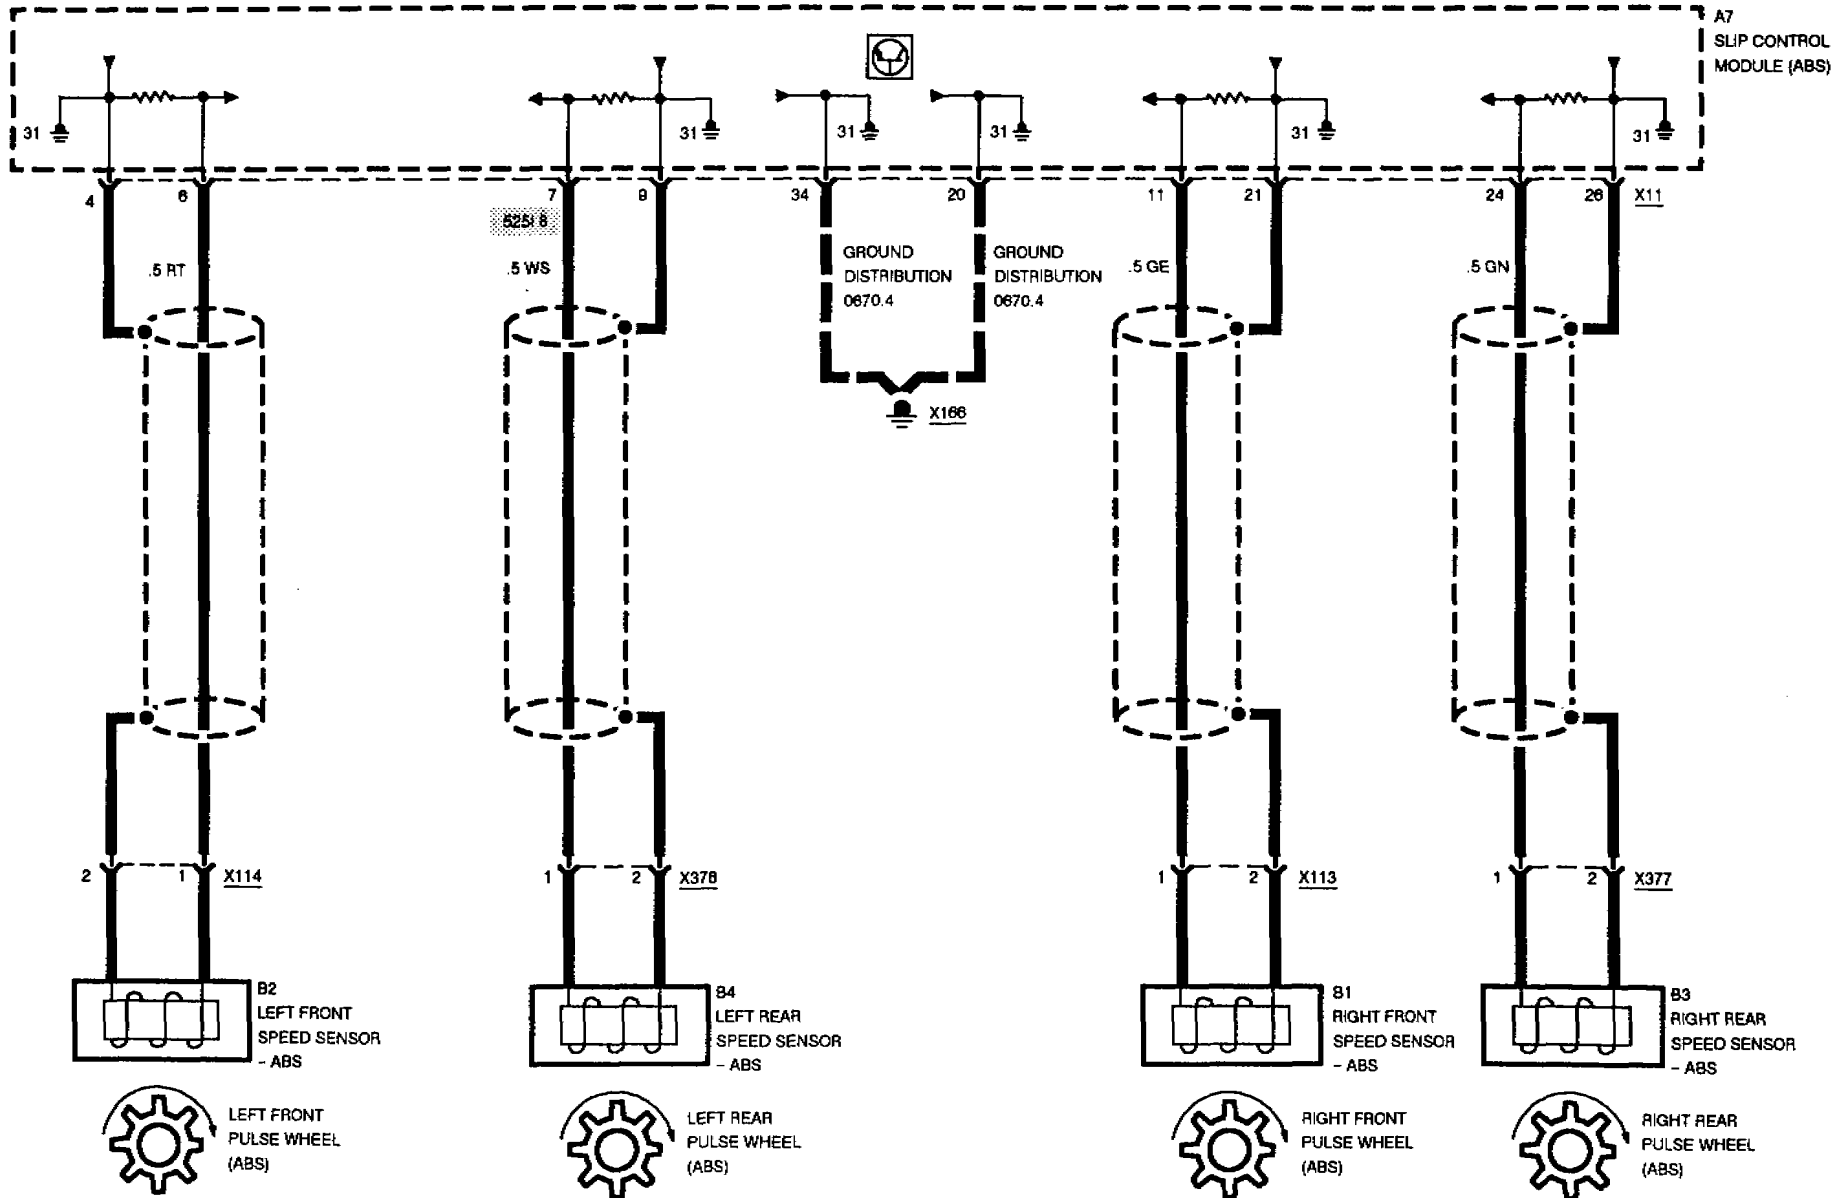 A7
SLIP CONTROL
MODULE (ABS)
31
31
31
31
31
31
4
6
7
9
34
20
11
21
24
26
X11
.5 RT
.5 WS
GROUND
DISTRIBUTION
0670.4
GROUND
DISTRIBUTION
0670.4
.5 GE
.5 GN
X166
2
1
X114
1
2
X378
1
2
X113
1
2
X377
B2
LEFT FRONT
SPEED SENSOR
– ABS
B4
LEFT REAR
SPEED SENSOR
– ABS
B1
RIGHT FRONT
SPEED SENSOR
– ABS
B3
RIGHT REAR
SPEED SENSOR
– ABS
LEFT FRONT
PULSE WHEEL
(ABS)
LEFT REAR
PULSE WHEEL
(ABS)
RIGHT FRONT
PULSE WHEEL
(ABS)
RIGHT REAR
PULSE WHEEL
(ABS)